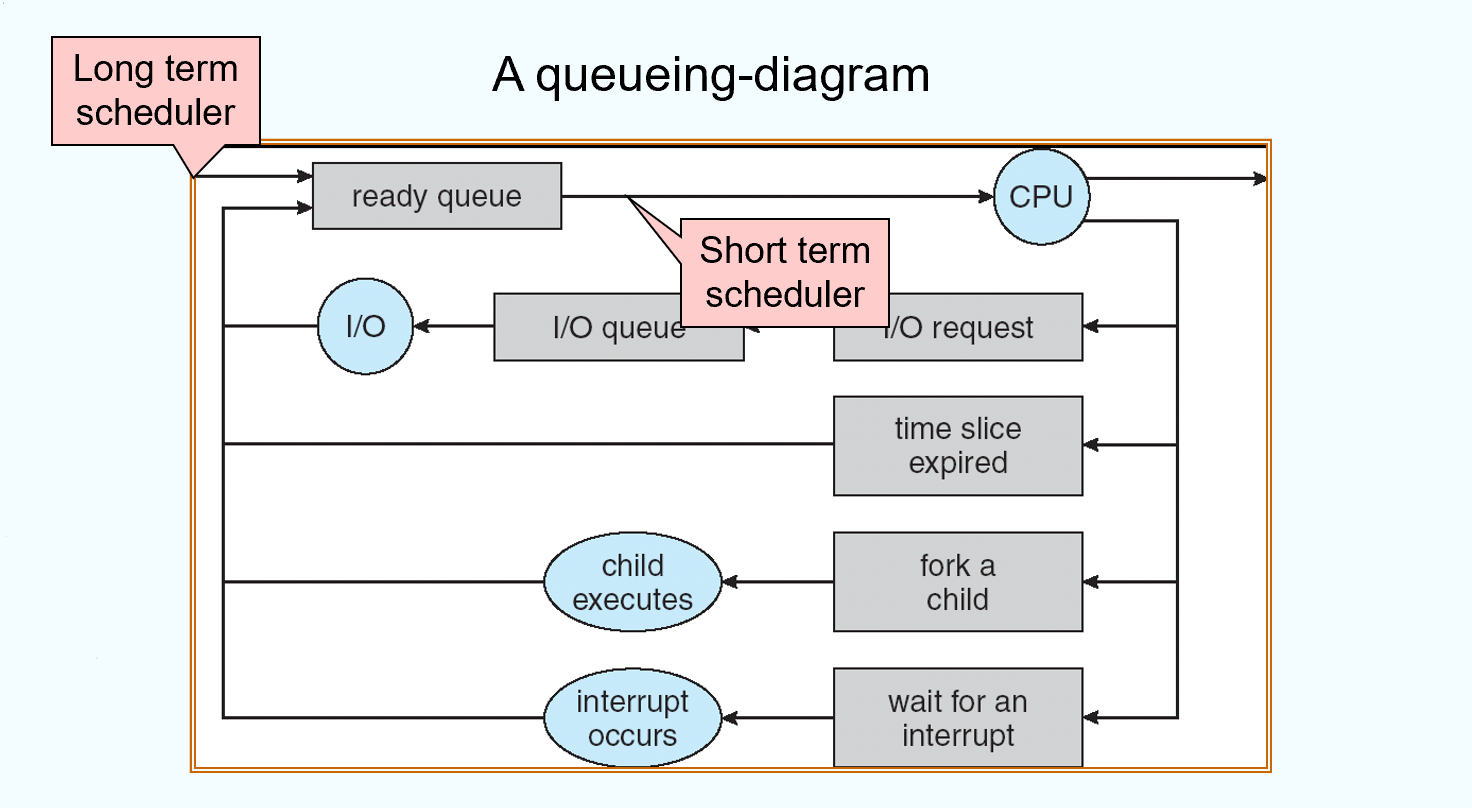 Long term
scheduler
A queueing-diagram
ready queue
CPU
Short term
scheduler
I/O
I/O queue
I/O request
time slice
expired
child
executes
fork a
child
interrupt
occurs
wait for an
interrupt